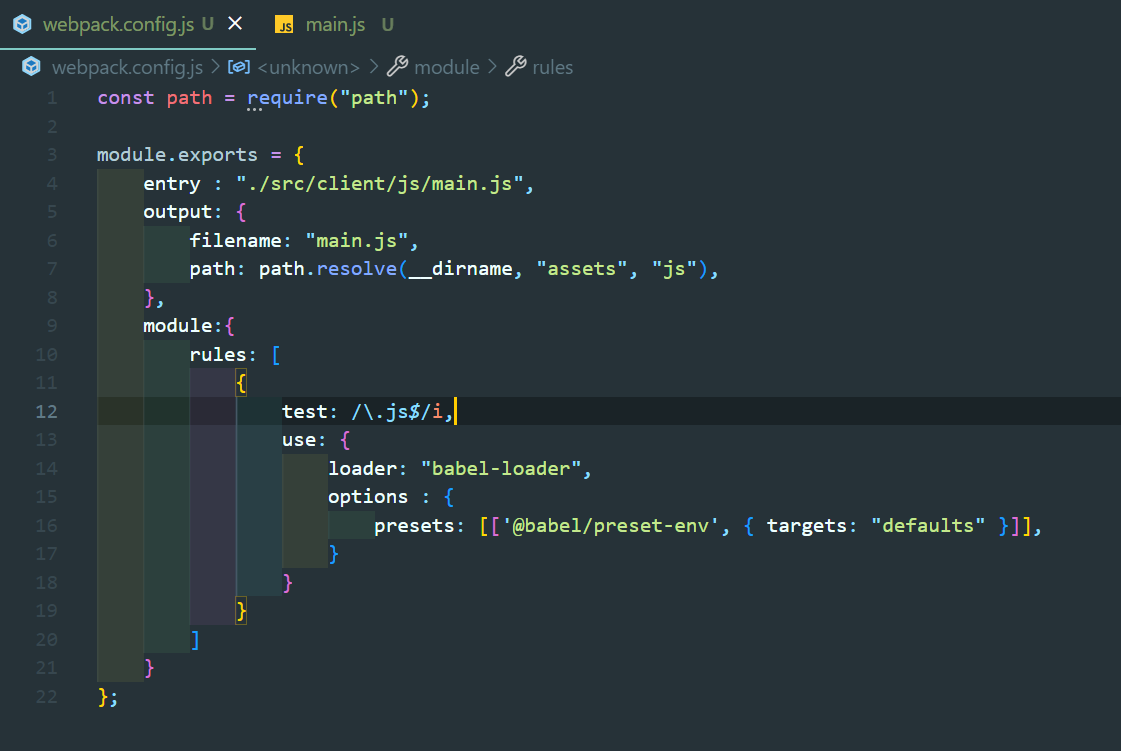 webpack.config.js U × JS main.js U
webpack.config.js > <unknown> > module > rules
1 const path = require("path");
2
3 module.exports = {
4     entry : "./src/client/js/main.js",
5     output: {
6         filename: "main.js",
7         path: path.resolve(__dirname, "assets", "js"),
8     },
9     module:{
10         rules: [
11             {
12                 test: /\.js$/i,
13                 use: {
14                     loader: "babel-loader",
15                     options : {
16                         presets: [['@babel/preset-env', { targets: "defaults" }]],
17                     }
18                 }
19             }
20         ]
21     }
22 };